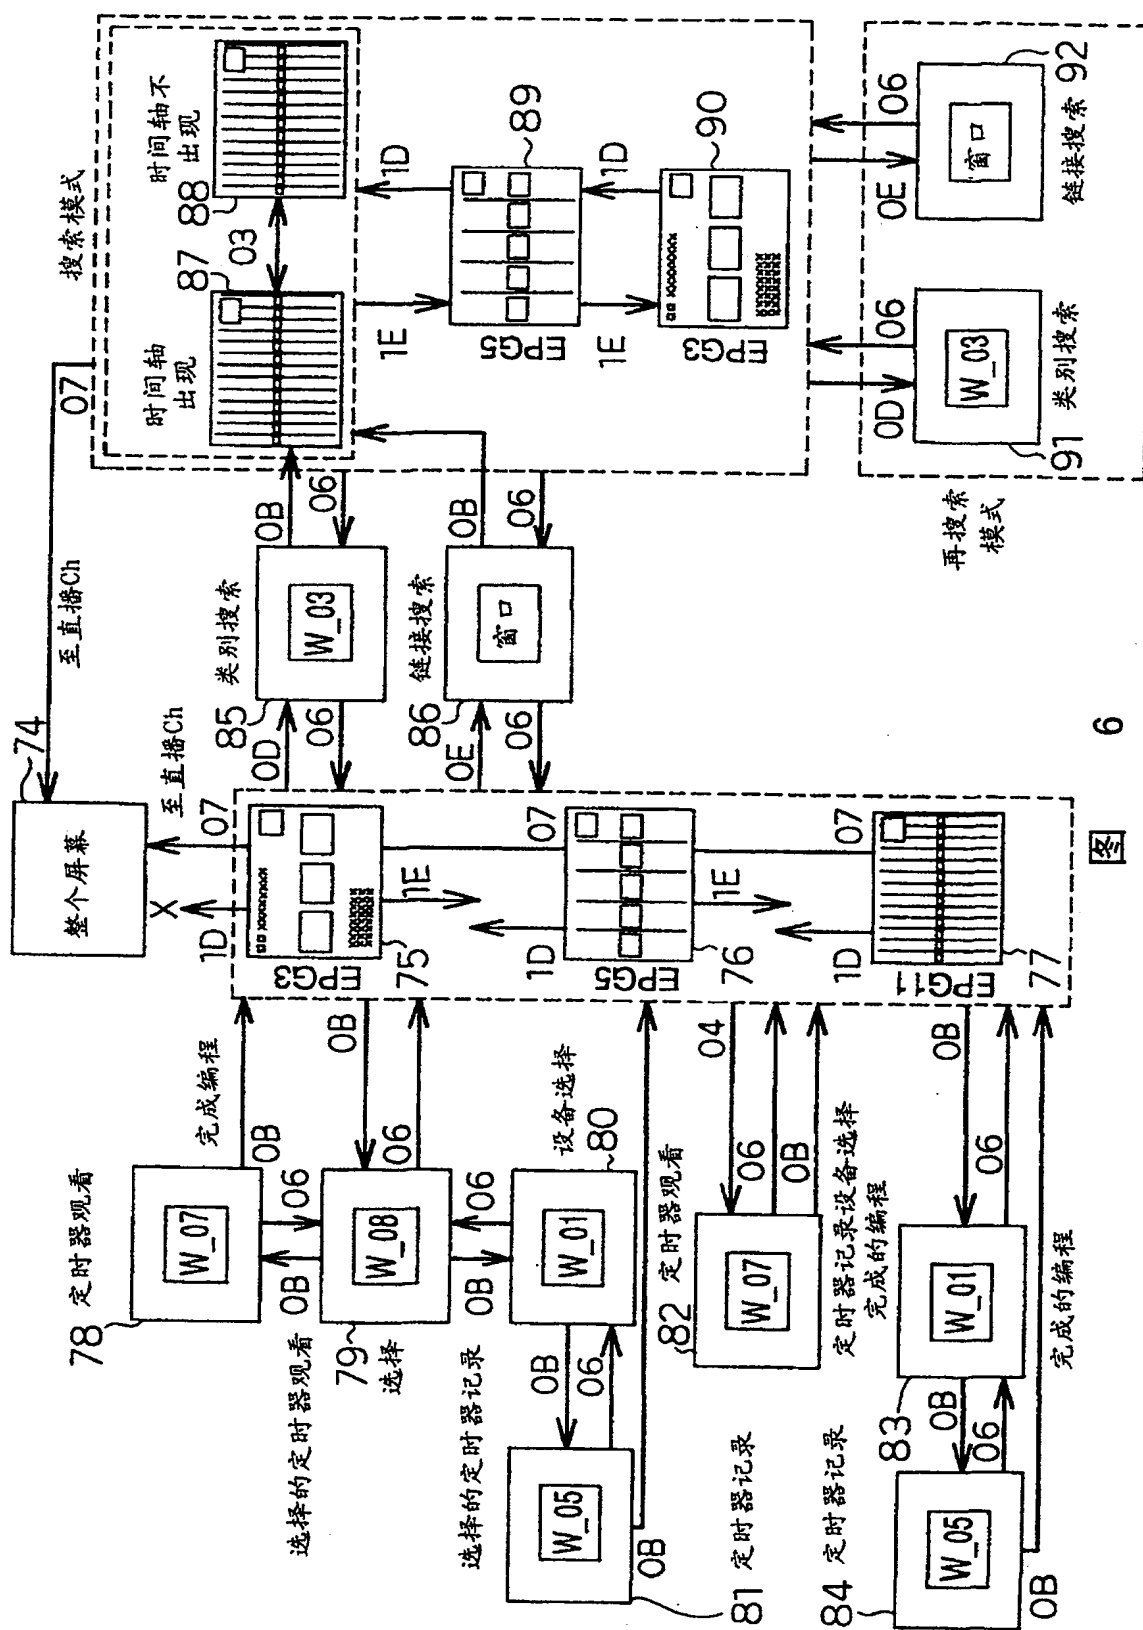 78
定时器观看
W_07
0B
完成编程
0B
06
选择的定时器观看
79
选择
W_08
0B
06
选择的定时器记录
0B
06
设备选择
80
W_01
0B
06
W_05
0B
81 定时器记录
82
定时器观看
W_07
04
06
0B
定时器记录设备选择
完成的编程
83
W_01
0B
06
0B
06
84 定时器记录
W_05
0B
完成的编程
74
整个屏幕
至直播Ch
07
至直播Ch
07
1D
X
EPG3
75
1E
07
1D
EPG5
76
1E
07
1D
EPG11
77
类别搜索
85
W_03
0D
06
0B
06
链接搜索
86
窗口
0E
06
0B
06
搜索模式
时间轴
出现
87
03
时间轴不
出现
88
1E
1D
EPG5
89
1E
1D
EPG3
90
再搜索
模式
0D
06
W_03
类别搜索
91
0E
06
窗口
链接搜索
92
图 6